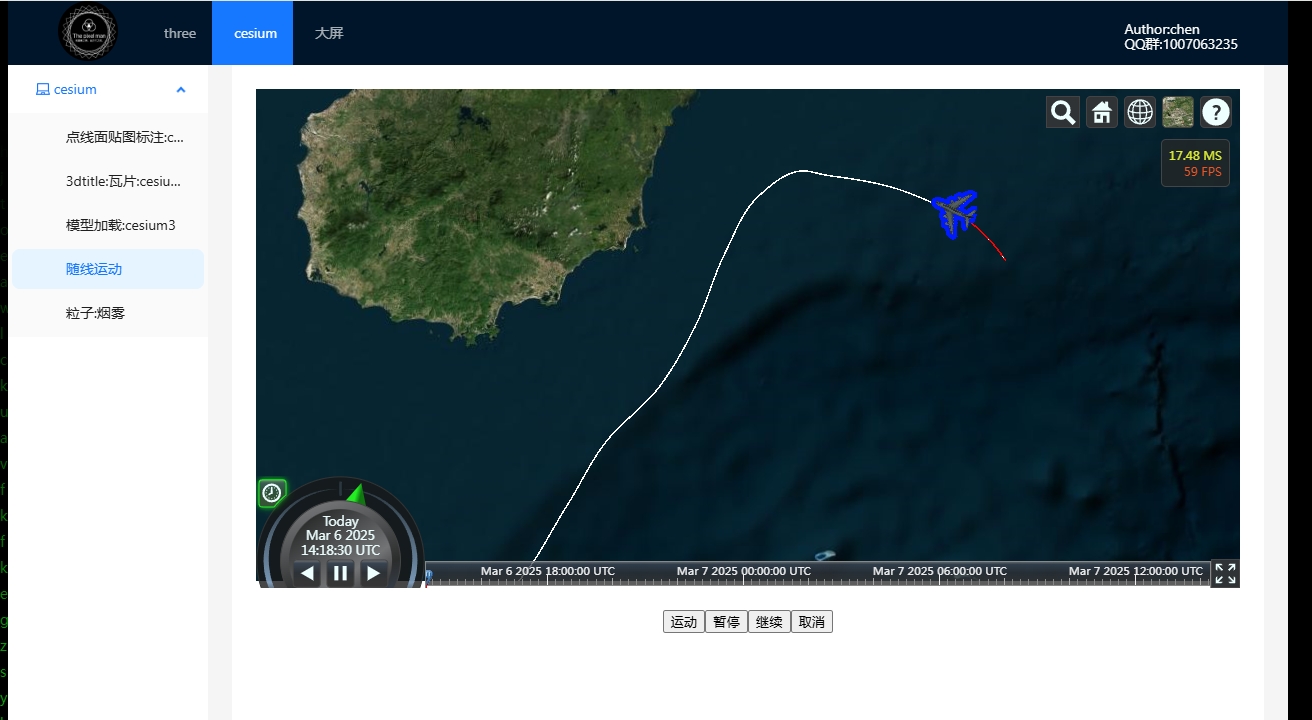 The pixel man
three
cesium
大屏
Author:chen
QQ群:1007063235
cesium
点线面贴图标注:c...
3dtitle:瓦片:cesiu...
模型加载:cesium3
随线运动
粒子:烟雾
?
17.48 MS
59 FPS
Today
Mar 6 2025
14:18:30 UTC
Mar 6 2025 18:00:00 UTC
Mar 7 2025 00:00:00 UTC
Mar 7 2025 06:00:00 UTC
Mar 7 2025 12:00:00 UTC
运动
暂停
继续
取消